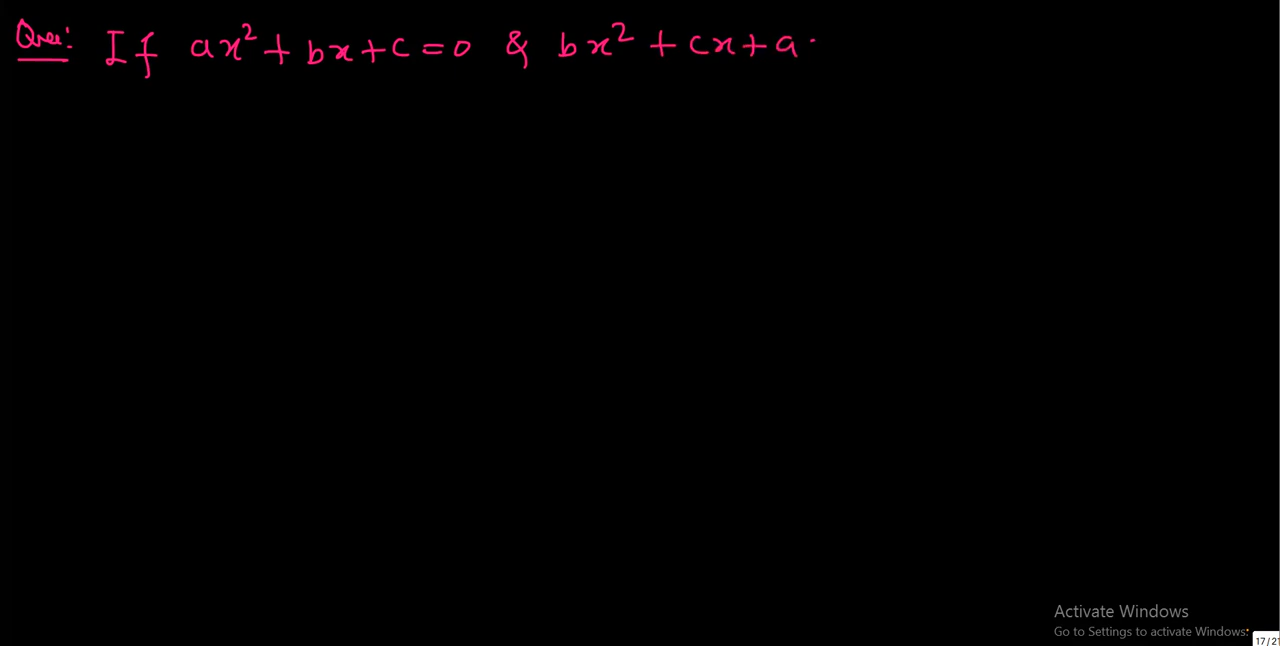 Que: If ax² + bx + c = 0 & bx² + cx + a
Activate Windows
Go to Settings to activate Windows.
17 / 21